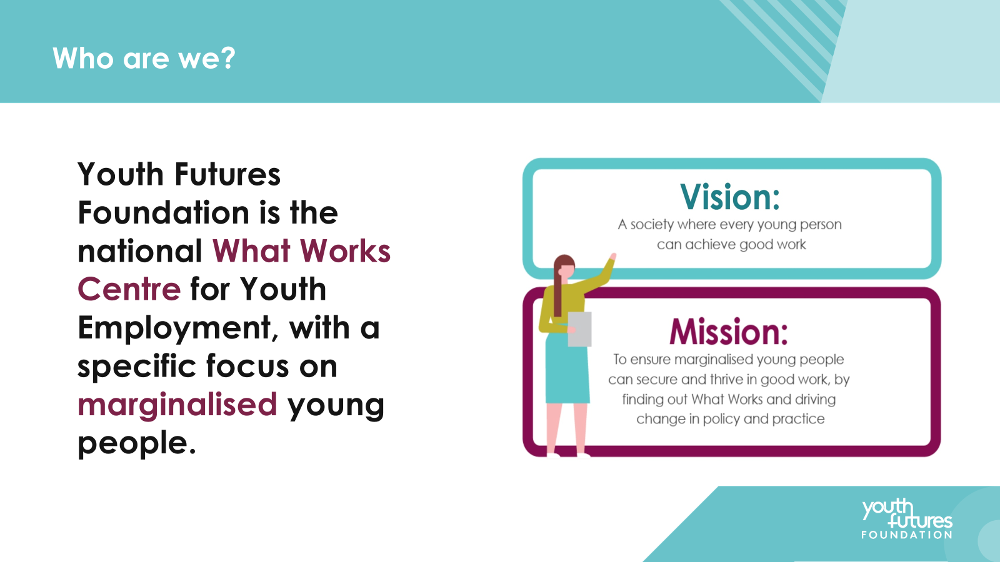 Who are we?
Youth Futures
Foundation is the
national What Works
Centre for Youth
Employment, with a
specific focus on
marginalised young
people.
Vision:
A society where every young person
can achieve good work
Mission:
To ensure marginalised young people
can secure and thrive in good work, by
finding out What Works and driving
change in policy and practice
youth
futures
FOUNDATION